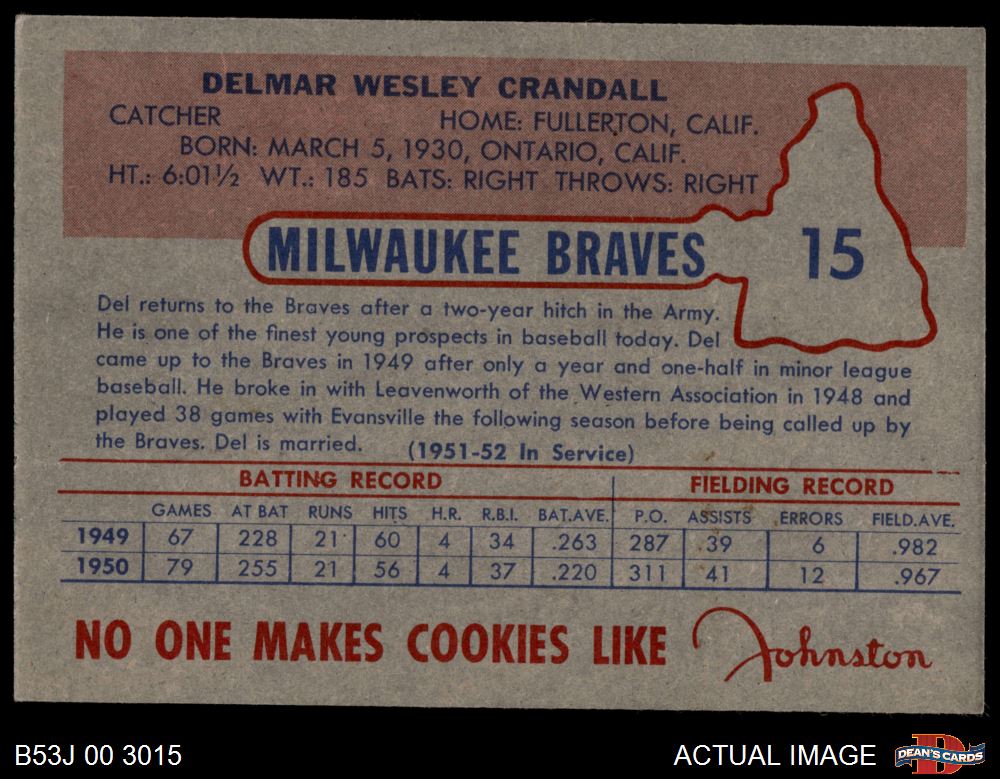 DELMAR WESLEY CRANDALL
CATCHER HOME: FULLERTON, CALIF.
BORN: MARCH 5, 1930, ONTARIO, CALIF.
HT.: 6:01½ WT.: 185 BATS: RIGHT THROWS: RIGHT
MILWAUKEE BRAVES 15
Del returns to the Braves after a two-year hitch in the Army.
He is one of the finest young prospects in baseball today. Del
came up to the Braves in 1949 after only a year and one-half in minor league
baseball. He broke in with Leavenworth of the Western Association in 1948 and
played 38 games with Evansville the following season before being called up by
the Braves. Del is married. (1951-52 In Service)
BATTING RECORD FIELDING RECORD
GAMES AT BAT RUNS HITS H.R. R.B.I. BAT.AVE. P.O. ASSISTS ERRORS FIELD.AVE.
1949 67 228 21 60 4 34 .263 287 39 6 .982
1950 79 255 21 56 4 37 .220 311 41 12 .967
NO ONE MAKES COOKIES LIKE Johnston
B53J 00 3015 ACTUAL IMAGE DEAN'S CARDS